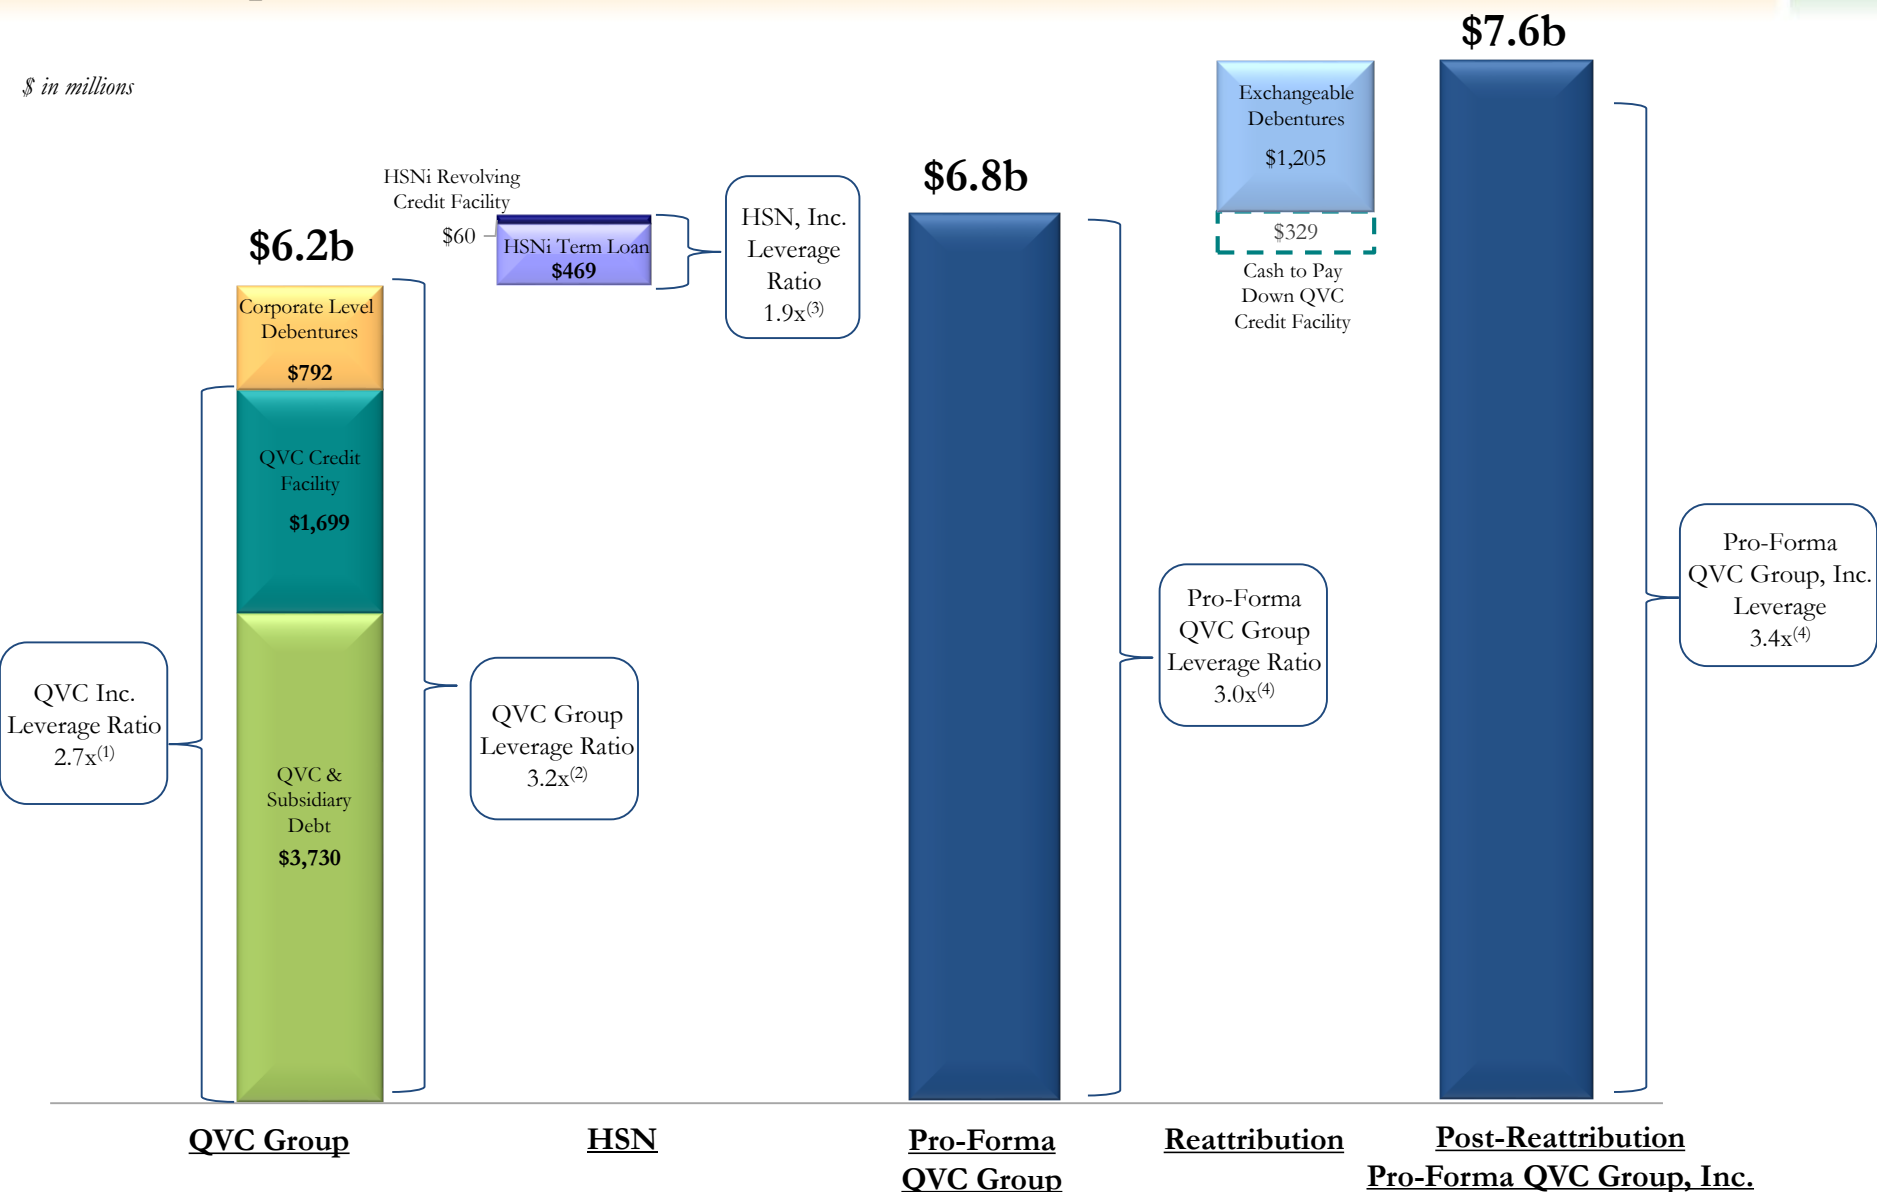 $ in millions
$6.2b
Corporate Level
Debentures
$792
QVC Credit
Facility
$1,699
QVC &
Subsidiary
Debt
$3,730
QVC Inc.
Leverage Ratio
2.7x(1)
QVC Group
Leverage Ratio
3.2x(2)
HSNi Revolving
Credit Facility
$60
HSNi Term Loan
$469
HSN, Inc.
Leverage
Ratio
1.9x(3)
$6.8b
Pro-Forma
QVC Group
Leverage Ratio
3.0x(4)
Exchangeable
Debentures
$1,205
$329
Cash to Pay
Down QVC
Credit Facility
$7.6b
Pro-Forma
QVC Group, Inc.
Leverage
3.4x(4)
QVC Group
HSN
Pro-Forma
QVC Group
Reattribution
Post-Reattribution
Pro-Forma QVC Group, Inc.